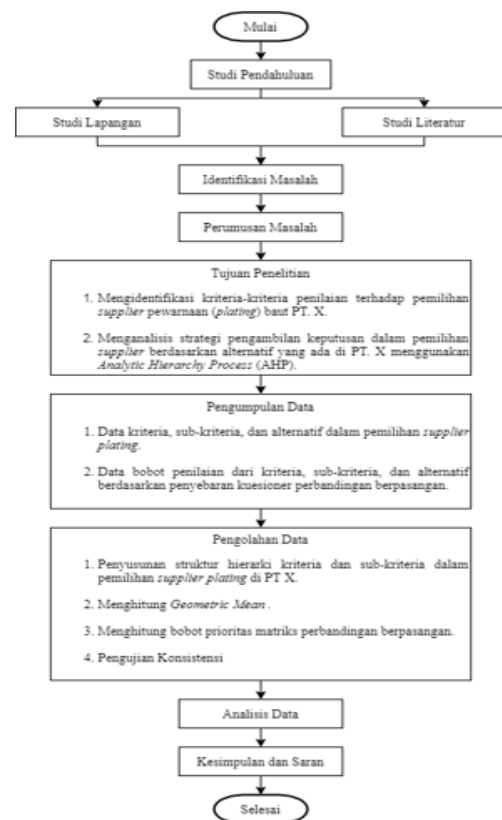 Mulai
Studi Pendahuluan
Studi Lapangan
Studi Literatur
Identifikasi Masalah
Perumusan Masalah
Tujuan Penelitian
1. Mengidentifikasi kriteria-kriteria penilaian terhadap pemilihan
supplier pewarnaan (plating) baut PT. X.
2. Menganalisis strategi pengambilan keputusan dalam pemilihan
supplier berdasarkan alternatif yang ada di PT. X menggunakan
Analytic Hierarchy Process (AHP).
Pengumpulan Data
1. Data kriteria, sub-kriteria, dan alternatif dalam pemilihan supplier
plating.
2. Data bobot penilaian dari kriteria, sub-kriteria, dan alternatif
berdasarkan penyebaran kuesioner perbandingan berpasangan.
Pengolahan Data
1. Penyusunan struktur hierarki kriteria dan sub-kriteria dalam
pemilihan supplier plating di PT X.
2. Menghitung Geometric Mean .
3. Menghitung bobot prioritas matriks perbandingan berpasangan.
4. Pengujian Konsistensi
Analisis Data
Kesimpulan dan Saran
Selesai